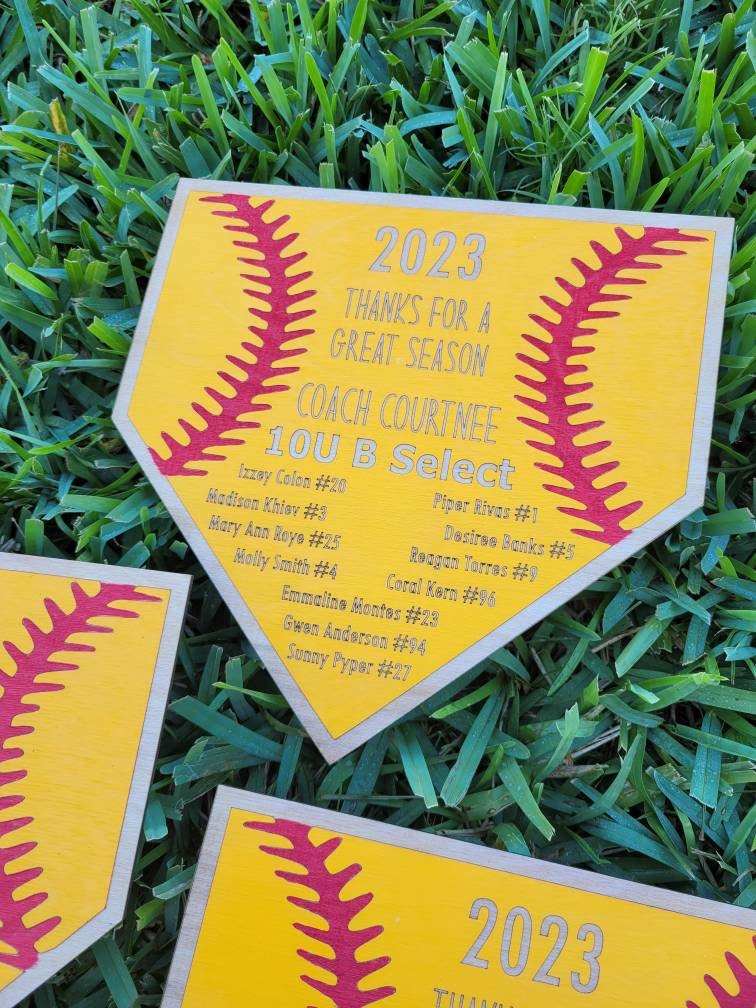 2023
THANKS FOR A
GREAT SEASON
COACH COURTNEE
10U B Select
Izzey Colon #20
Madison Khiev #3
Mary Ann Roye #25
Molly Smith #4
Piper Rivas #1
Desiree Banks #5
Reagan Torres #9
Coral Kern #96
Emmaline Montes #23
Gwen Anderson #94
Sunny Pyper #27
2023